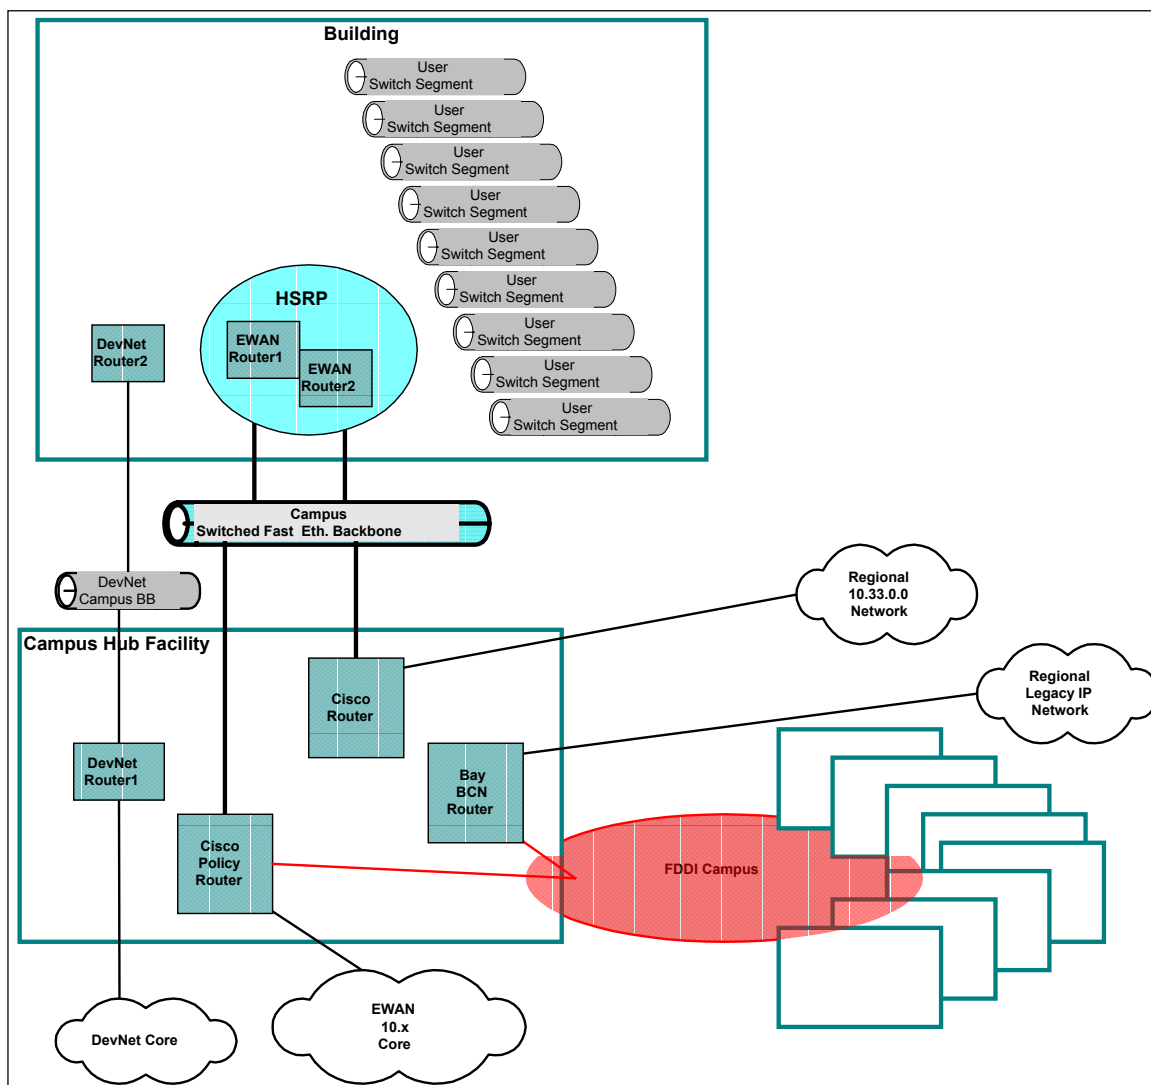 Building
User
Switch Segment
User
Switch Segment
User
Switch Segment
User
Switch Segment
User
Switch Segment
User
Switch Segment
User
Switch Segment
User
Switch Segment
User
Switch Segment
HSRP
EWAN
Router1
EWAN
Router2
DevNet
Router2
Campus
Switched Fast Eth. Backbone
DevNet
Campus BB
Regional
10.33.0.0
Network
Campus Hub Facility
Cisco
Router
Regional
Legacy IP
Network
DevNet
Router1
Bay
BCN
Router
Cisco
Policy
Router
FDDI Campus
EWAN
10.x
Core
DevNet Core